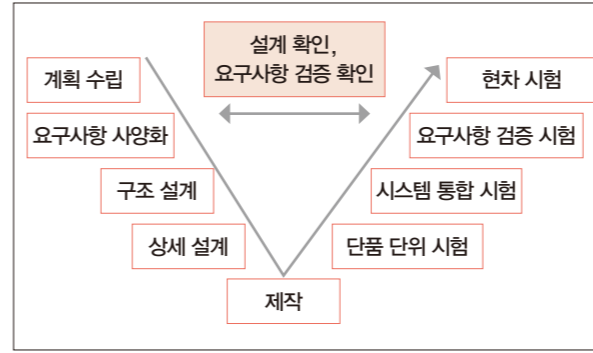 설계 확인,
요구사항 검증 확인
계획 수립
현차 시험
요구사항 사양화
요구사항 검증 시험
구조 설계
시스템 통합 시험
상세 설계
단품 단위 시험
제작